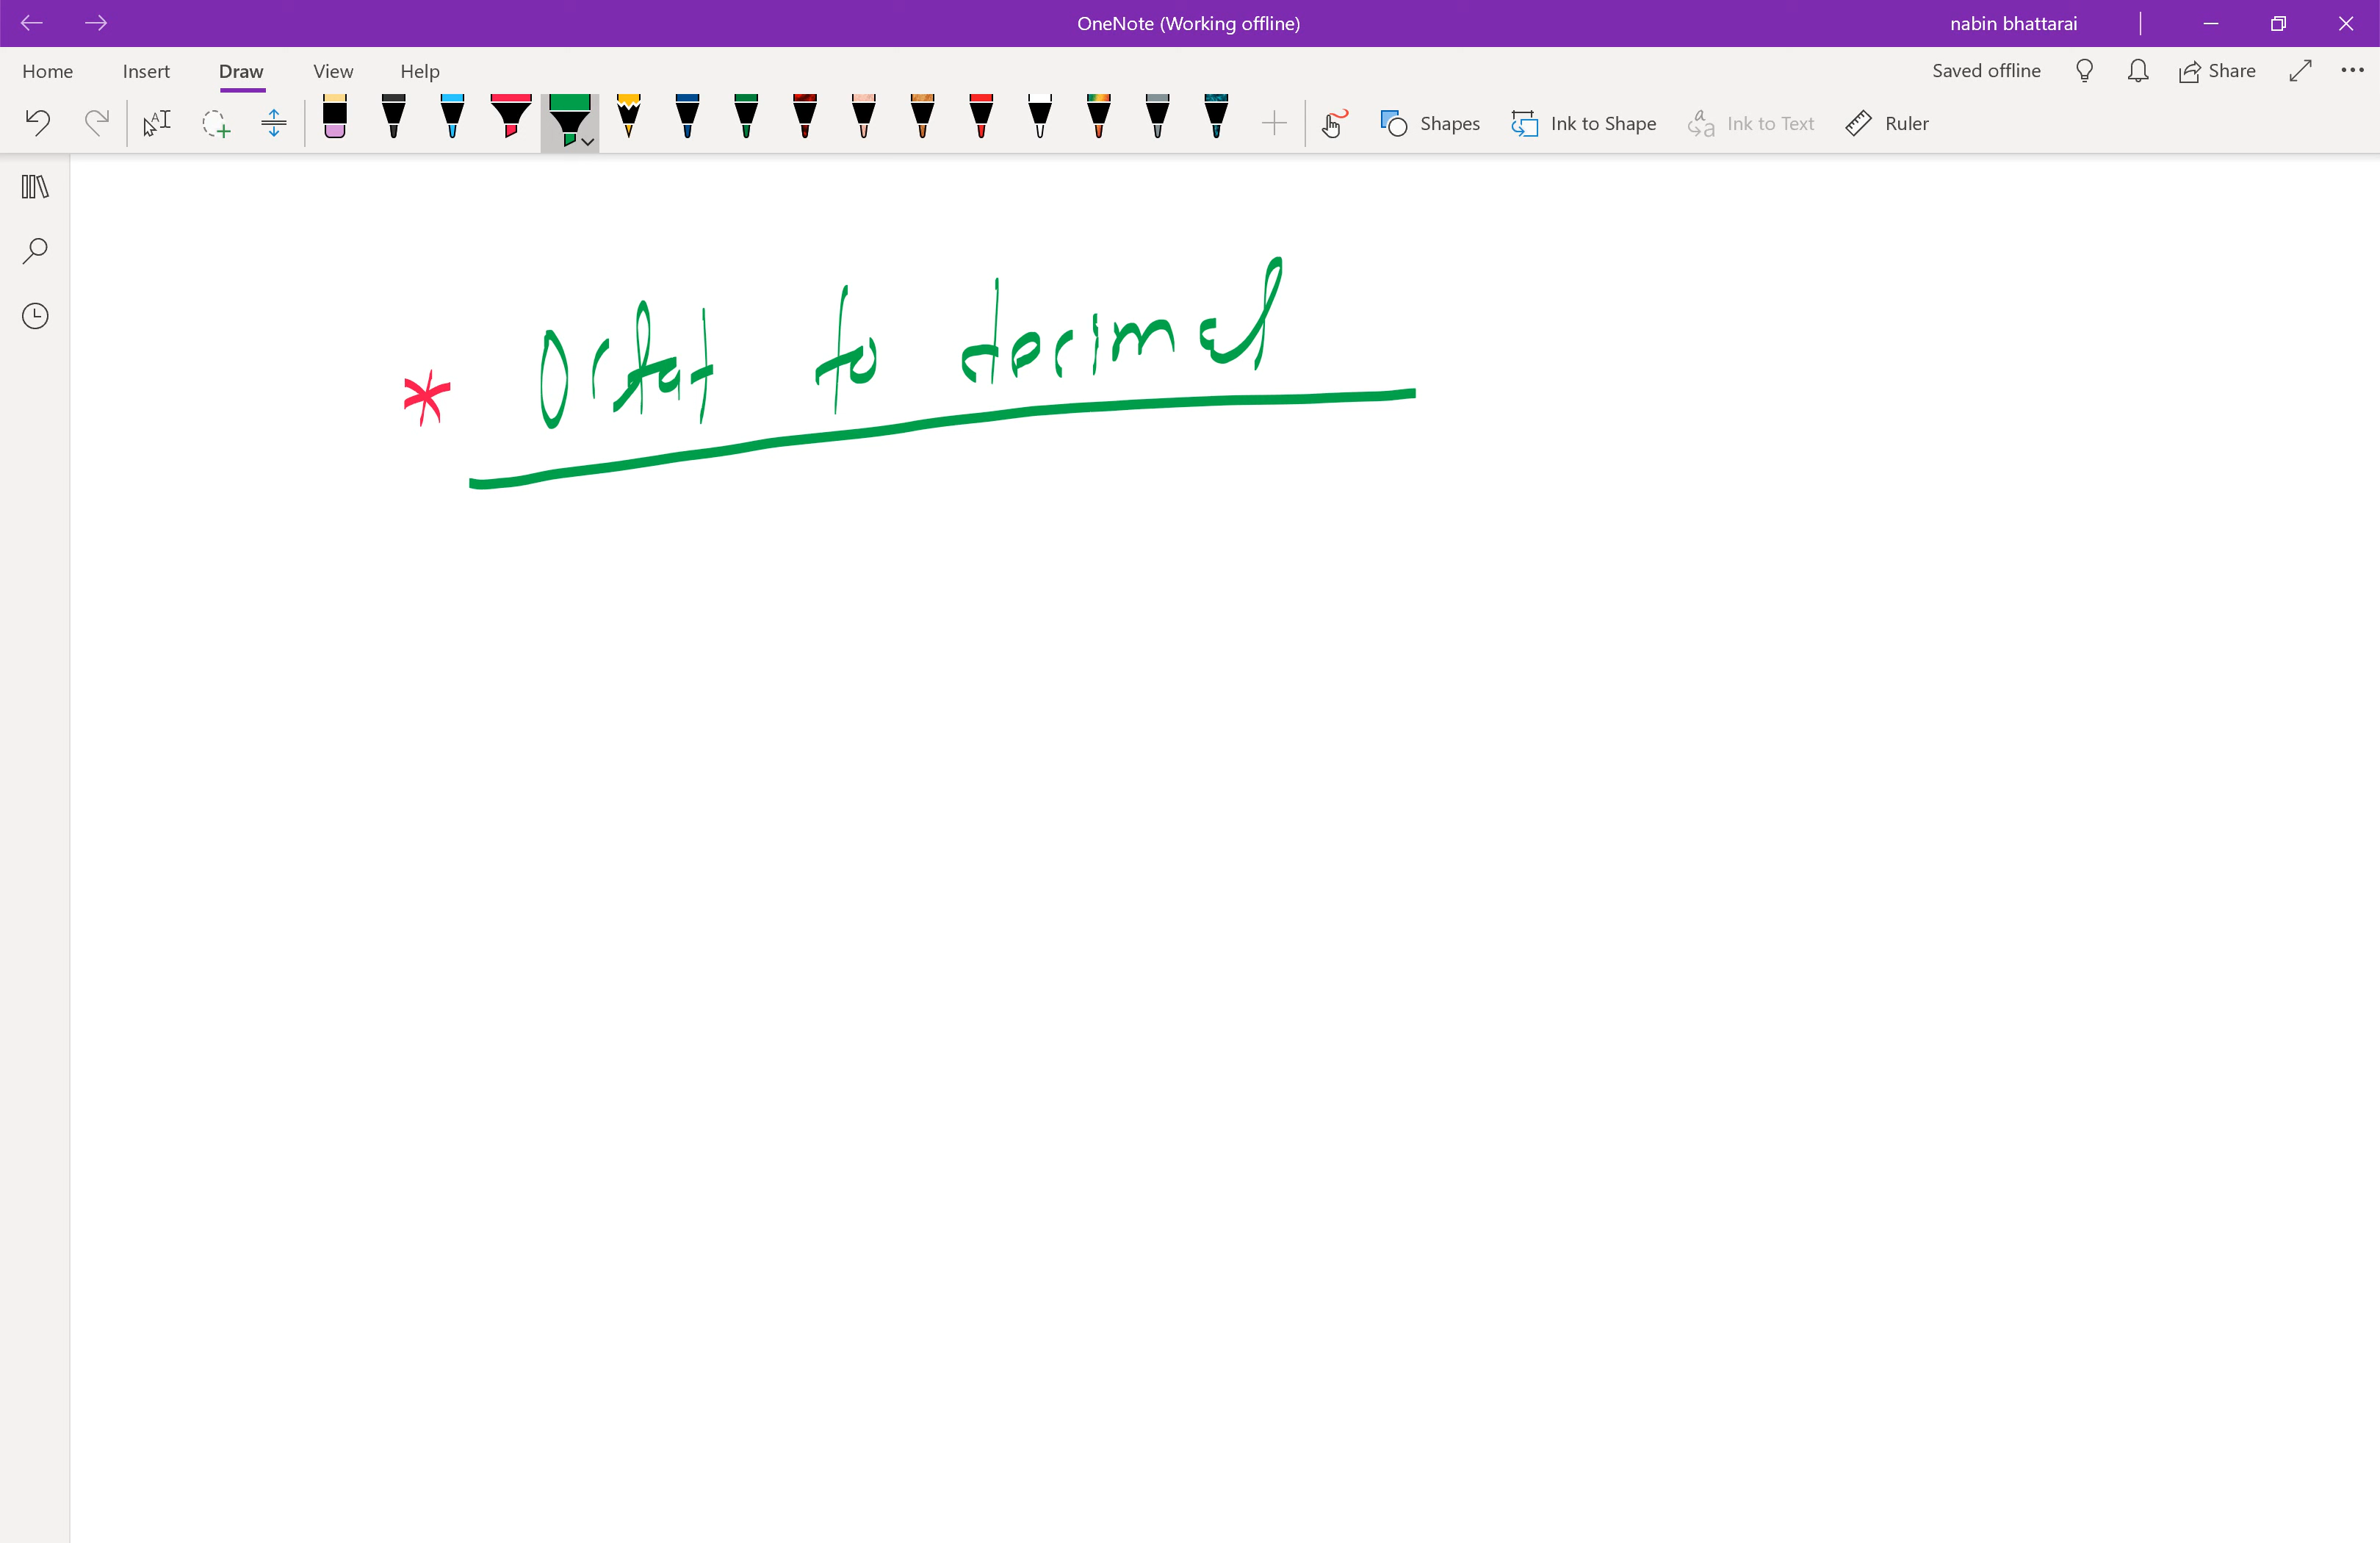 OneNote (Working offline)
nabin bhattarai
Home Insert Draw View Help
Saved offline
Share
Shapes
Ink to Shape
Ink to Text
Ruler
* Octat to decimal